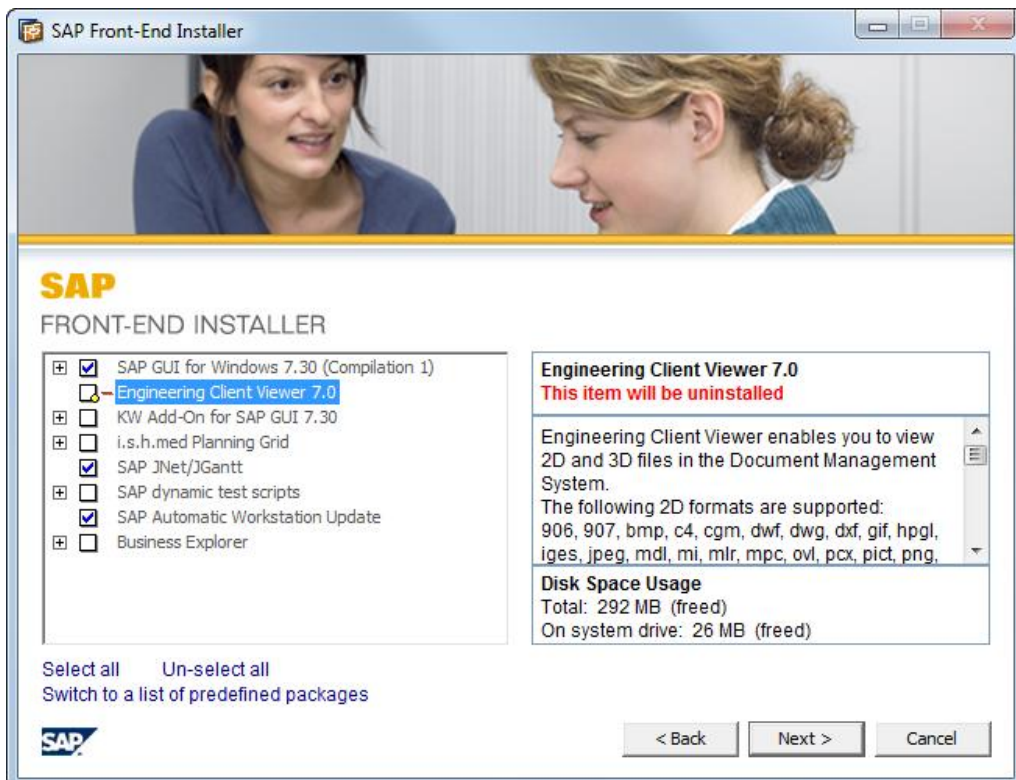 SAP Front-End Installer
SAP
FRONT-END INSTALLER
SAP GUI for Windows 7.30 (Compilation 1)
Engineering Client Viewer 7.0
KW Add-On for SAP GUI 7.30
i.s.h.med Planning Grid
SAP JNet/JGantt
SAP dynamic test scripts
SAP Automatic Workstation Update
Business Explorer
Engineering Client Viewer 7.0
This item will be uninstalled
Engineering Client Viewer enables you to view
2D and 3D files in the Document Management
System.
The following 2D formats are supported:
906, 907, bmp, c4, cgm, dwf, dwg, dxf, gif, hpgl,
iges, jpeg, mdl, mi, mlr, mpc, ovl, pcx, pict, png,
Disk Space Usage
Total: 292 MB (freed)
On system drive: 26 MB (freed)
Select all Un-select all
Switch to a list of predefined packages
SAP
< Back Next > Cancel